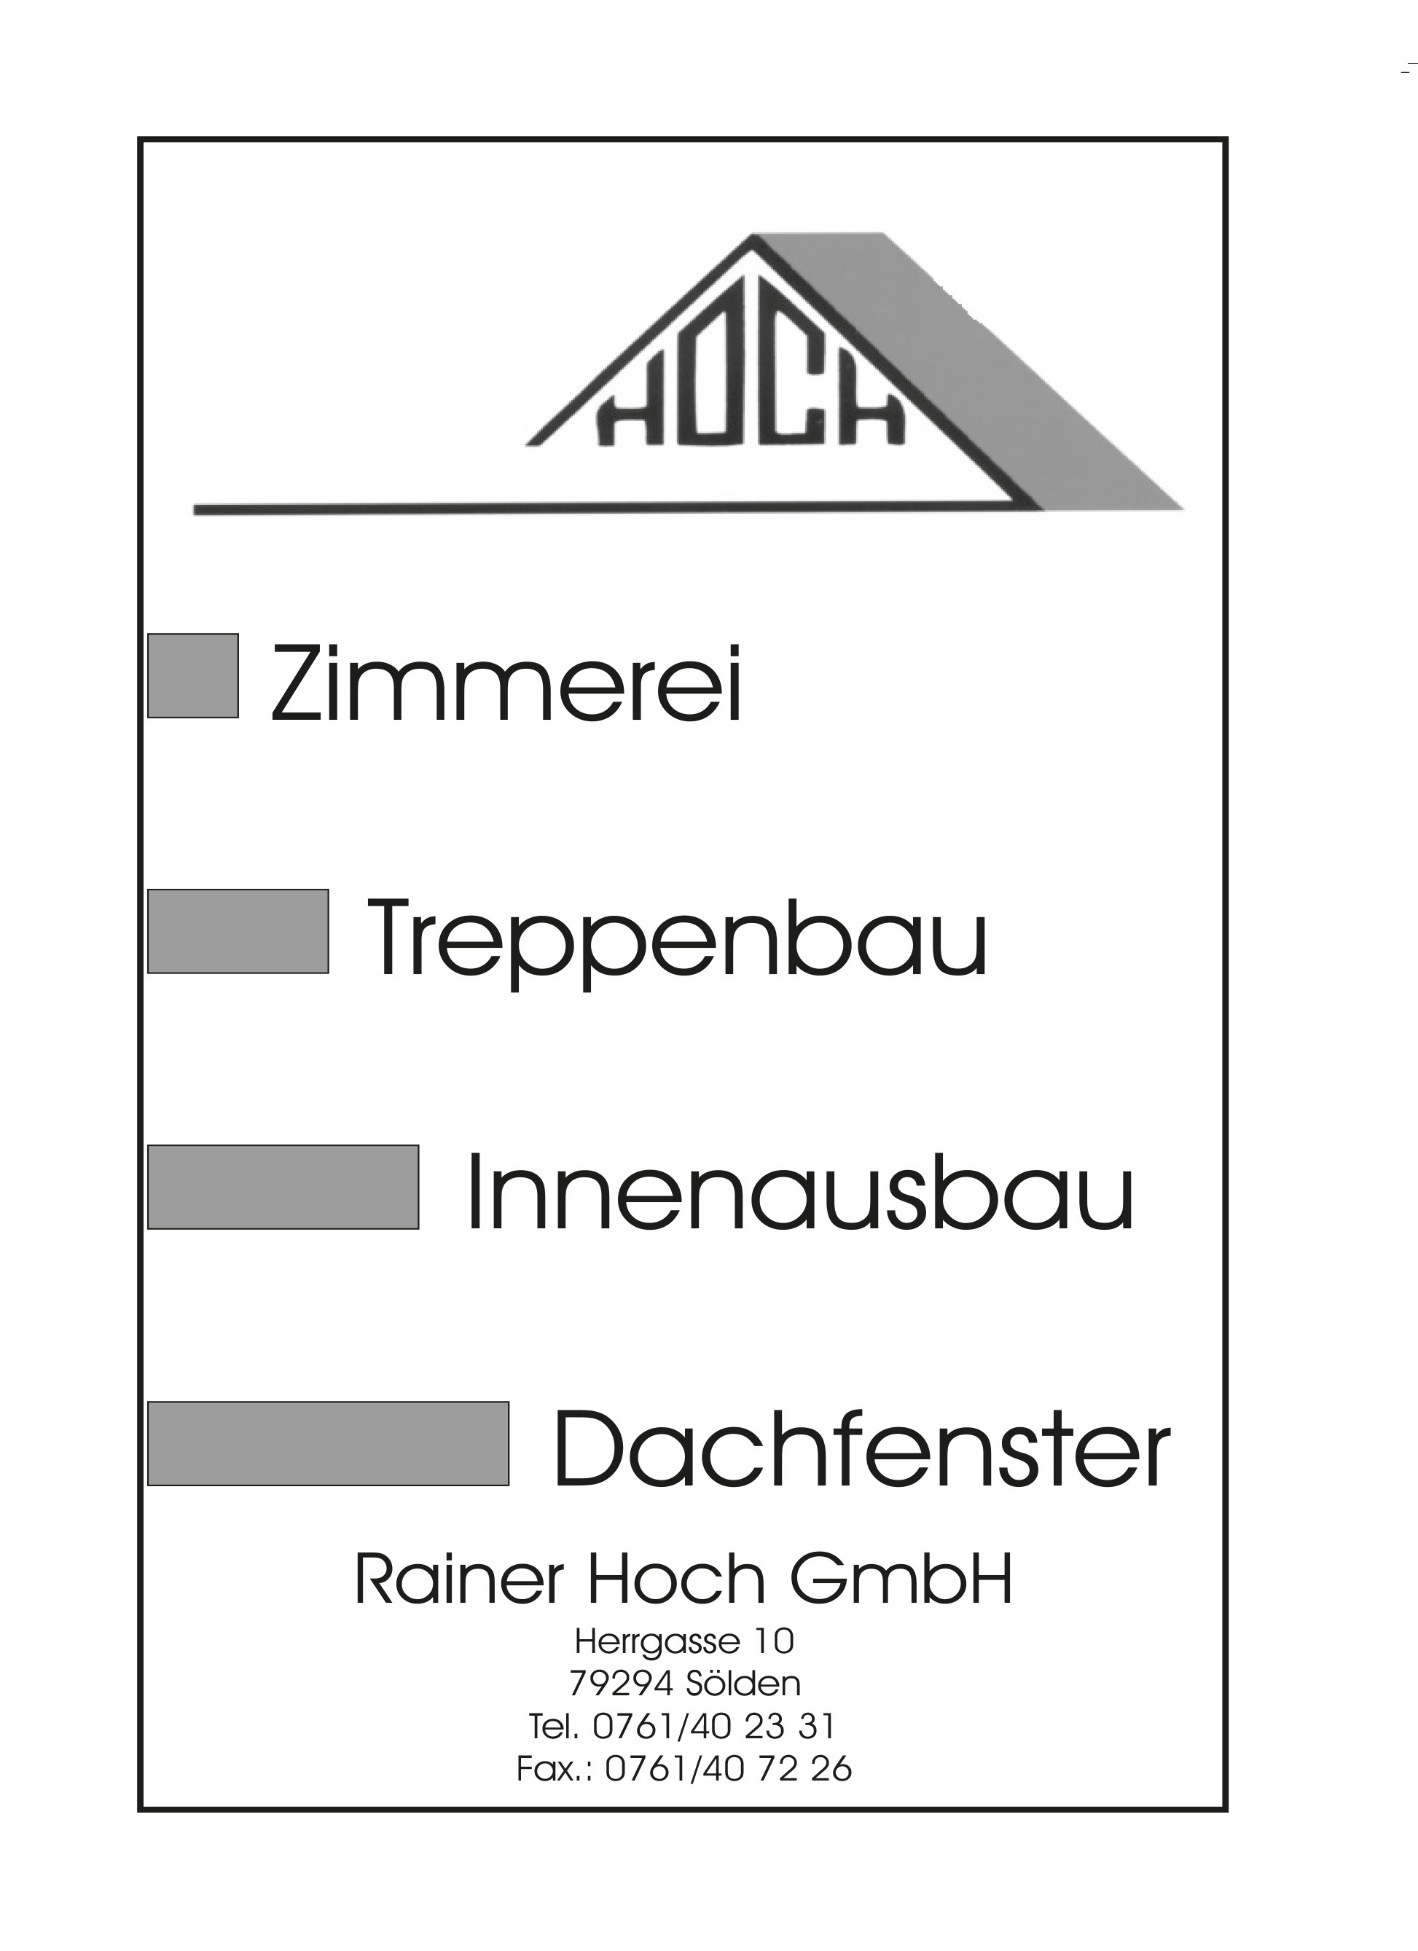 HOCH
Zimmerei
Treppenbau
Innenausbau
Dachfenster
Rainer Hoch GmbH
Herrgasse 10
79294 Sölden
Tel. 0761/40 23 31
Fax.: 0761/40 72 26